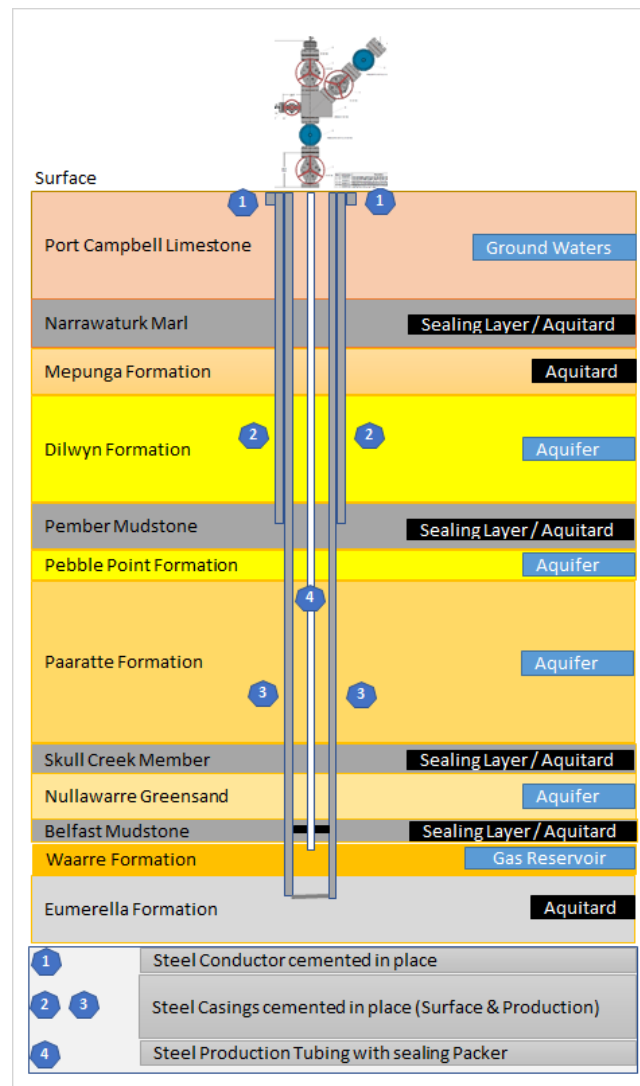 Surface
1
1
Port Campbell Limestone
Ground Waters
Narrawaturk Marl
Sealing Layer / Aquitard
Mepunga Formation
Aquitard
2
2
Dilwyn Formation
Aquifer
Pember Mudstone
Sealing Layer / Aquitard
Pebble Point Formation
Aquifer
4
Paaratte Formation
Aquifer
3
3
Skull Creek Member
Sealing Layer / Aquitard
Nullawarre Greensand
Aquifer
Belfast Mudstone
Sealing Layer / Aquitard
Waarre Formation
Gas Reservoir
Eumerella Formation
Aquitard
1 Steel Conductor cemented in place
2 3 Steel Casings cemented in place (Surface & Production)
4 Steel Production Tubing with sealing Packer